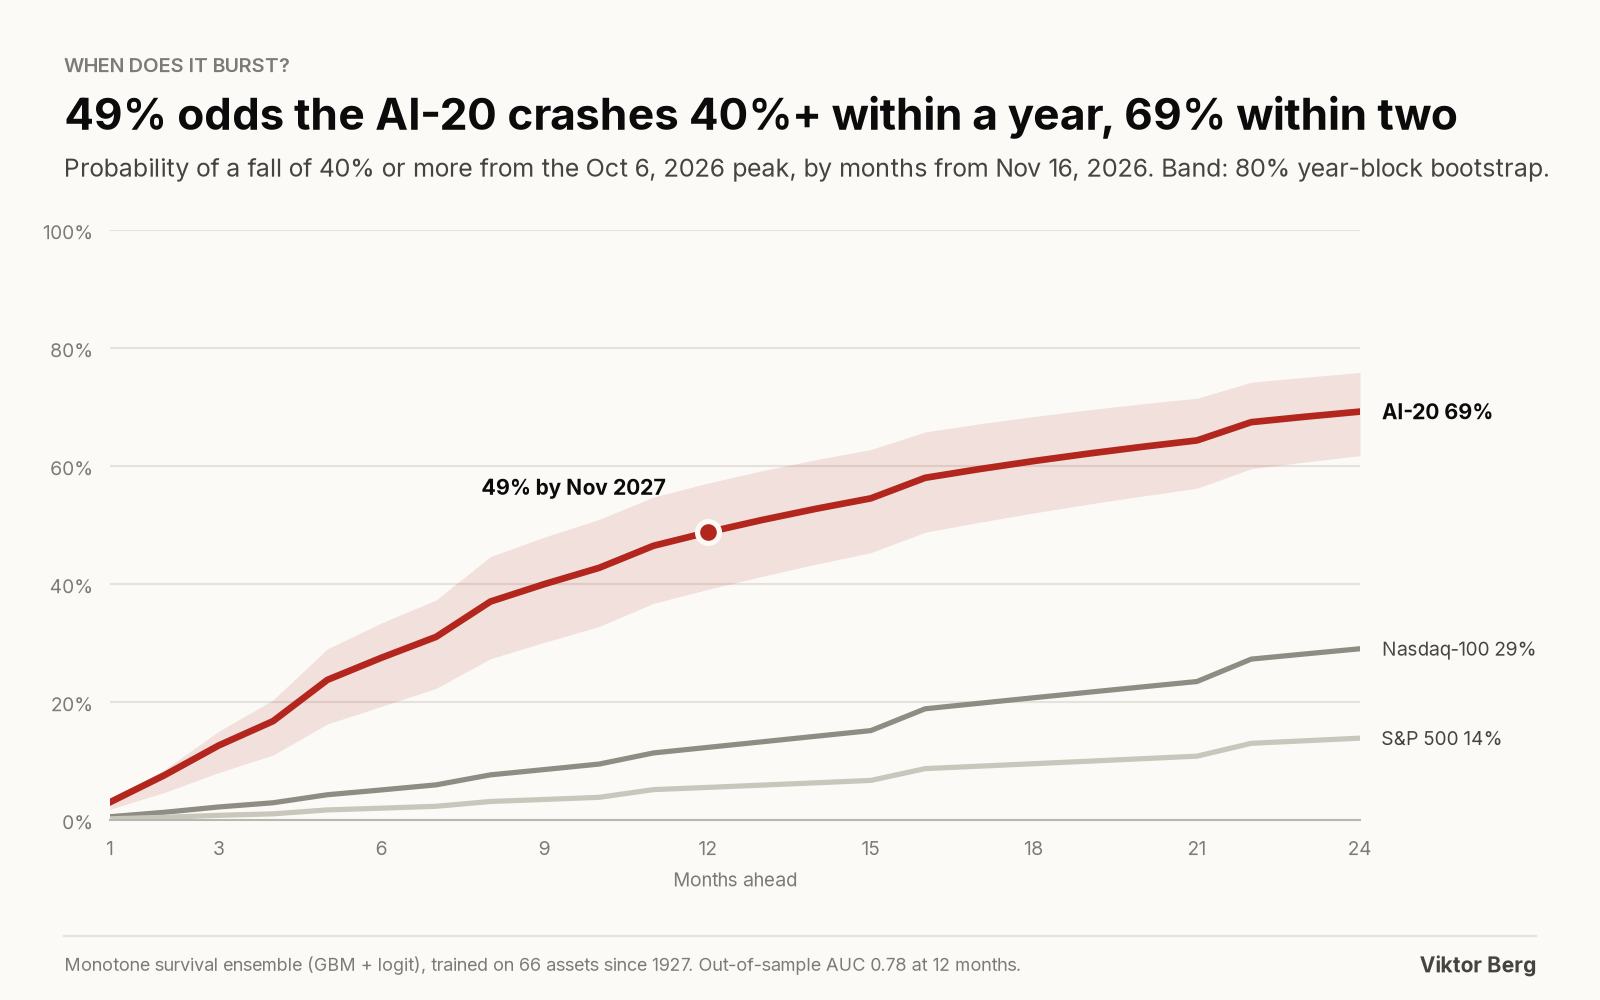 WHEN DOES IT BURST?
49% odds the AI-20 crashes 40%+ within a year, 69% within two
Probability of a fall of 40% or more from the Oct 6, 2026 peak, by months from Nov 16, 2026. Band: 80% year-block bootstrap.
100%
80%
60%
40%
20%
0%
49% by Nov 2027
AI-20 69%
Nasdaq-100 29%
S&P 500 14%
1 3 6 9 12 15 18 21 24
Months ahead
Monotone survival ensemble (GBM + logit), trained on 66 assets since 1927. Out-of-sample AUC 0.78 at 12 months.
Viktor Berg